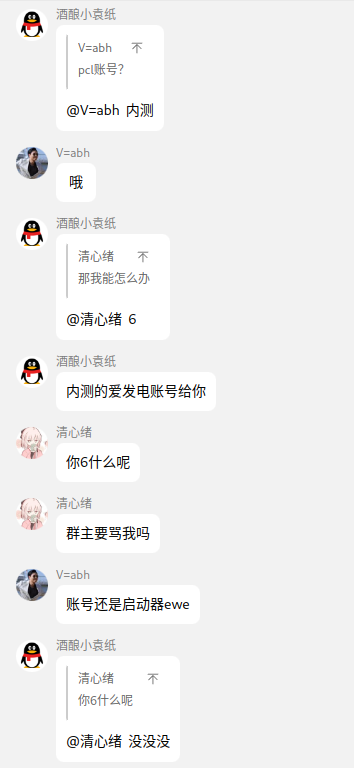 酒酿小袁纸
V=abh 不
pcl账号?
@V=abh 内测
V=abh
哦
酒酿小袁纸
清心绪 不
那我能怎么办
@清心绪 6
酒酿小袁纸
内测的爱发电账号给你
清心绪
你6什么呢
清心绪
群主要骂我吗
V=abh
账号还是启动器ewe
酒酿小袁纸
清心绪 不
你6什么呢
@清心绪 没没没